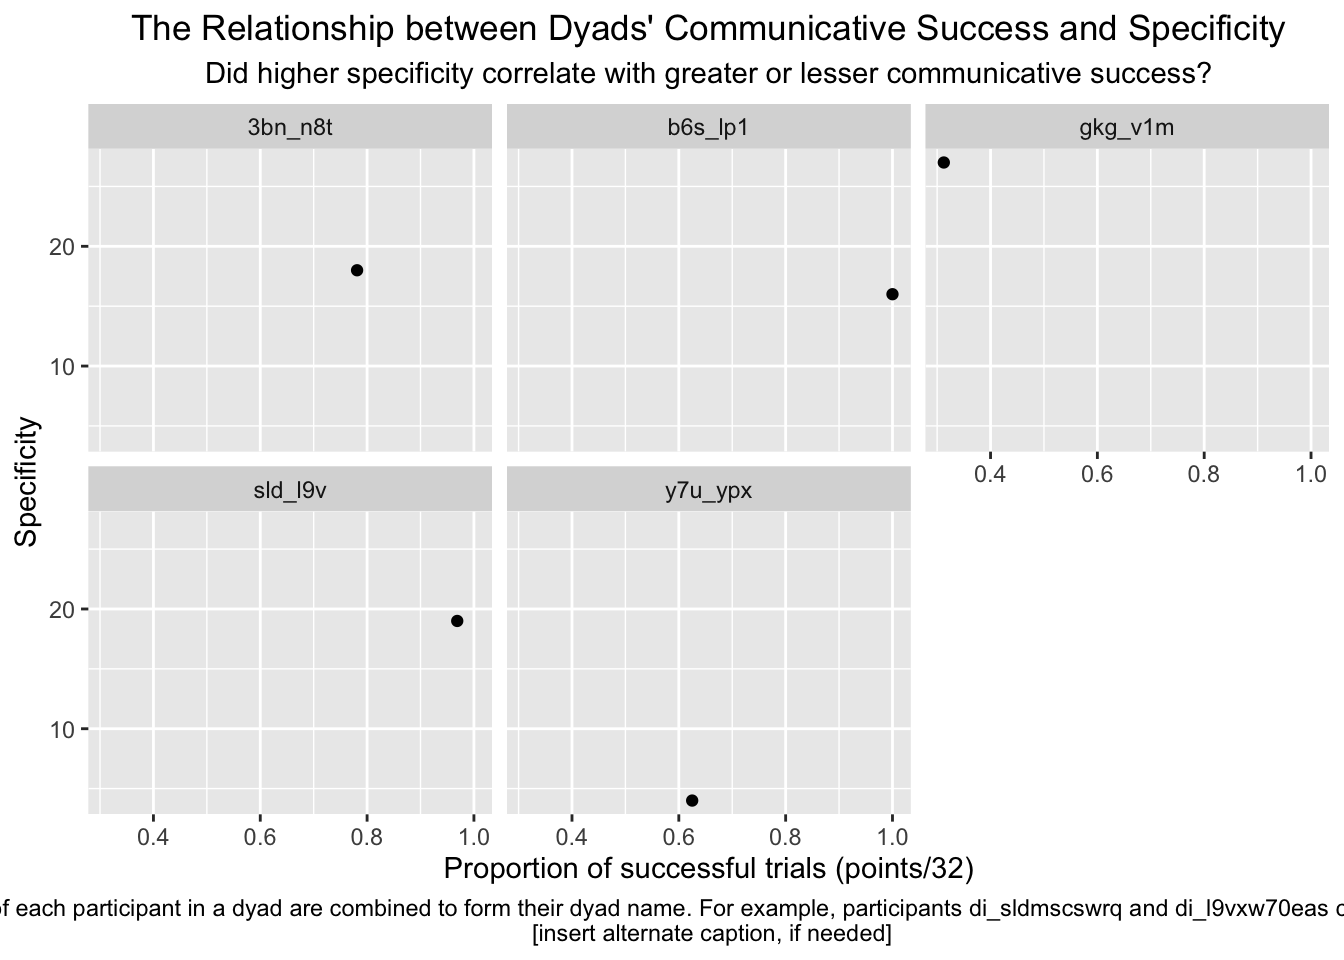 The Relationship between Dyads' Communicative Success and Specificity
Did higher specificity correlate with greater or lesser communicative success?
3bn_n8t
b6s_lp1
gkg_v1m
20
10
0.4 0.6 0.8 1.0
Specificity
sld_l9v
y7u_ypx
20
10
0.4 0.6 0.8 1.0
0.4 0.6 0.8 1.0
Proportion of successful trials (points/32)
of each participant in a dyad are combined to form their dyad name. For example, participants di_sldmscswrq and di_l9vxw70eas
[insert alternate caption, if needed]